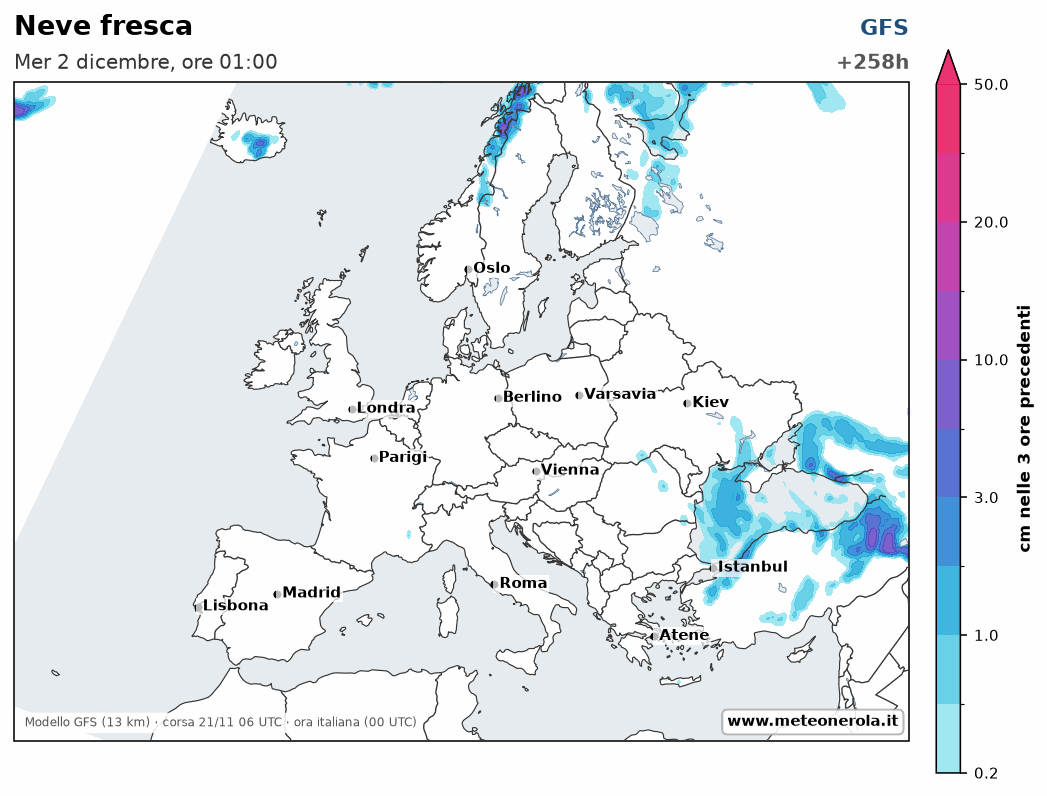 Neve fresca
GFS
Mer 2 dicembre, ore 01:00
+258h
50.0
20.0
10.0
3.0
1.0
0.2
cm nelle 3 ore precedenti
Oslo
Berlino
Varsavia
Kiev
Londra
Parigi
Vienna
Istanbul
Roma
Madrid
Lisbona
Atene
Modello GFS (13 km) · corsa 21/11 06 UTC · ora italiana (00 UTC)
www.meteonerola.it